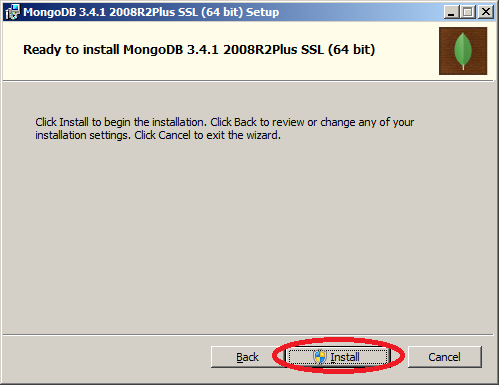 MongoDB 3.4.1 2008R2Plus SSL (64 bit) Setup
Ready to install MongoDB 3.4.1 2008R2Plus SSL (64 bit)
Click Install to begin the installation. Click Back to review or change any of your
installation settings. Click Cancel to exit the wizard.
Back
Install
Cancel